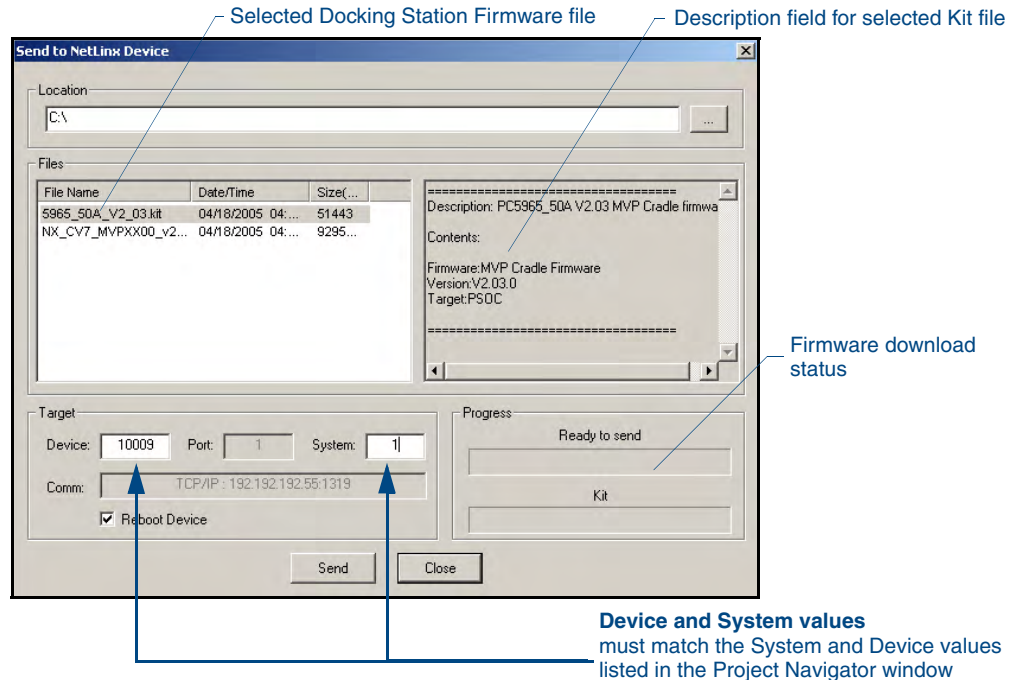 Selected Docking Station Firmware file
Description field for selected Kit file
Send to NetLinx Device
Location
C:\
...
Files
File Name Date/Time Size(...
5965_50A_V2_03.kit 04/18/2005 04:... 51443
NX_CV7_MVPXX00_v2... 04/18/2005 04:... 9295...
===================================
Description: PC5965_50A V2.03 MVP Cradle firmwa
Contents:
Firmware:MVP Cradle Firmware
Version:V2.03.0
Target:PSOC
===================================
Firmware download
status
Target
Device: 10009 Port: 1 System: 1
Comm: TCP/IP : 192.192.192.55:1319
Reboot Device
Progress
Ready to send
Kit
Send
Close
Device and System values
must match the System and Device values
listed in the Project Navigator window